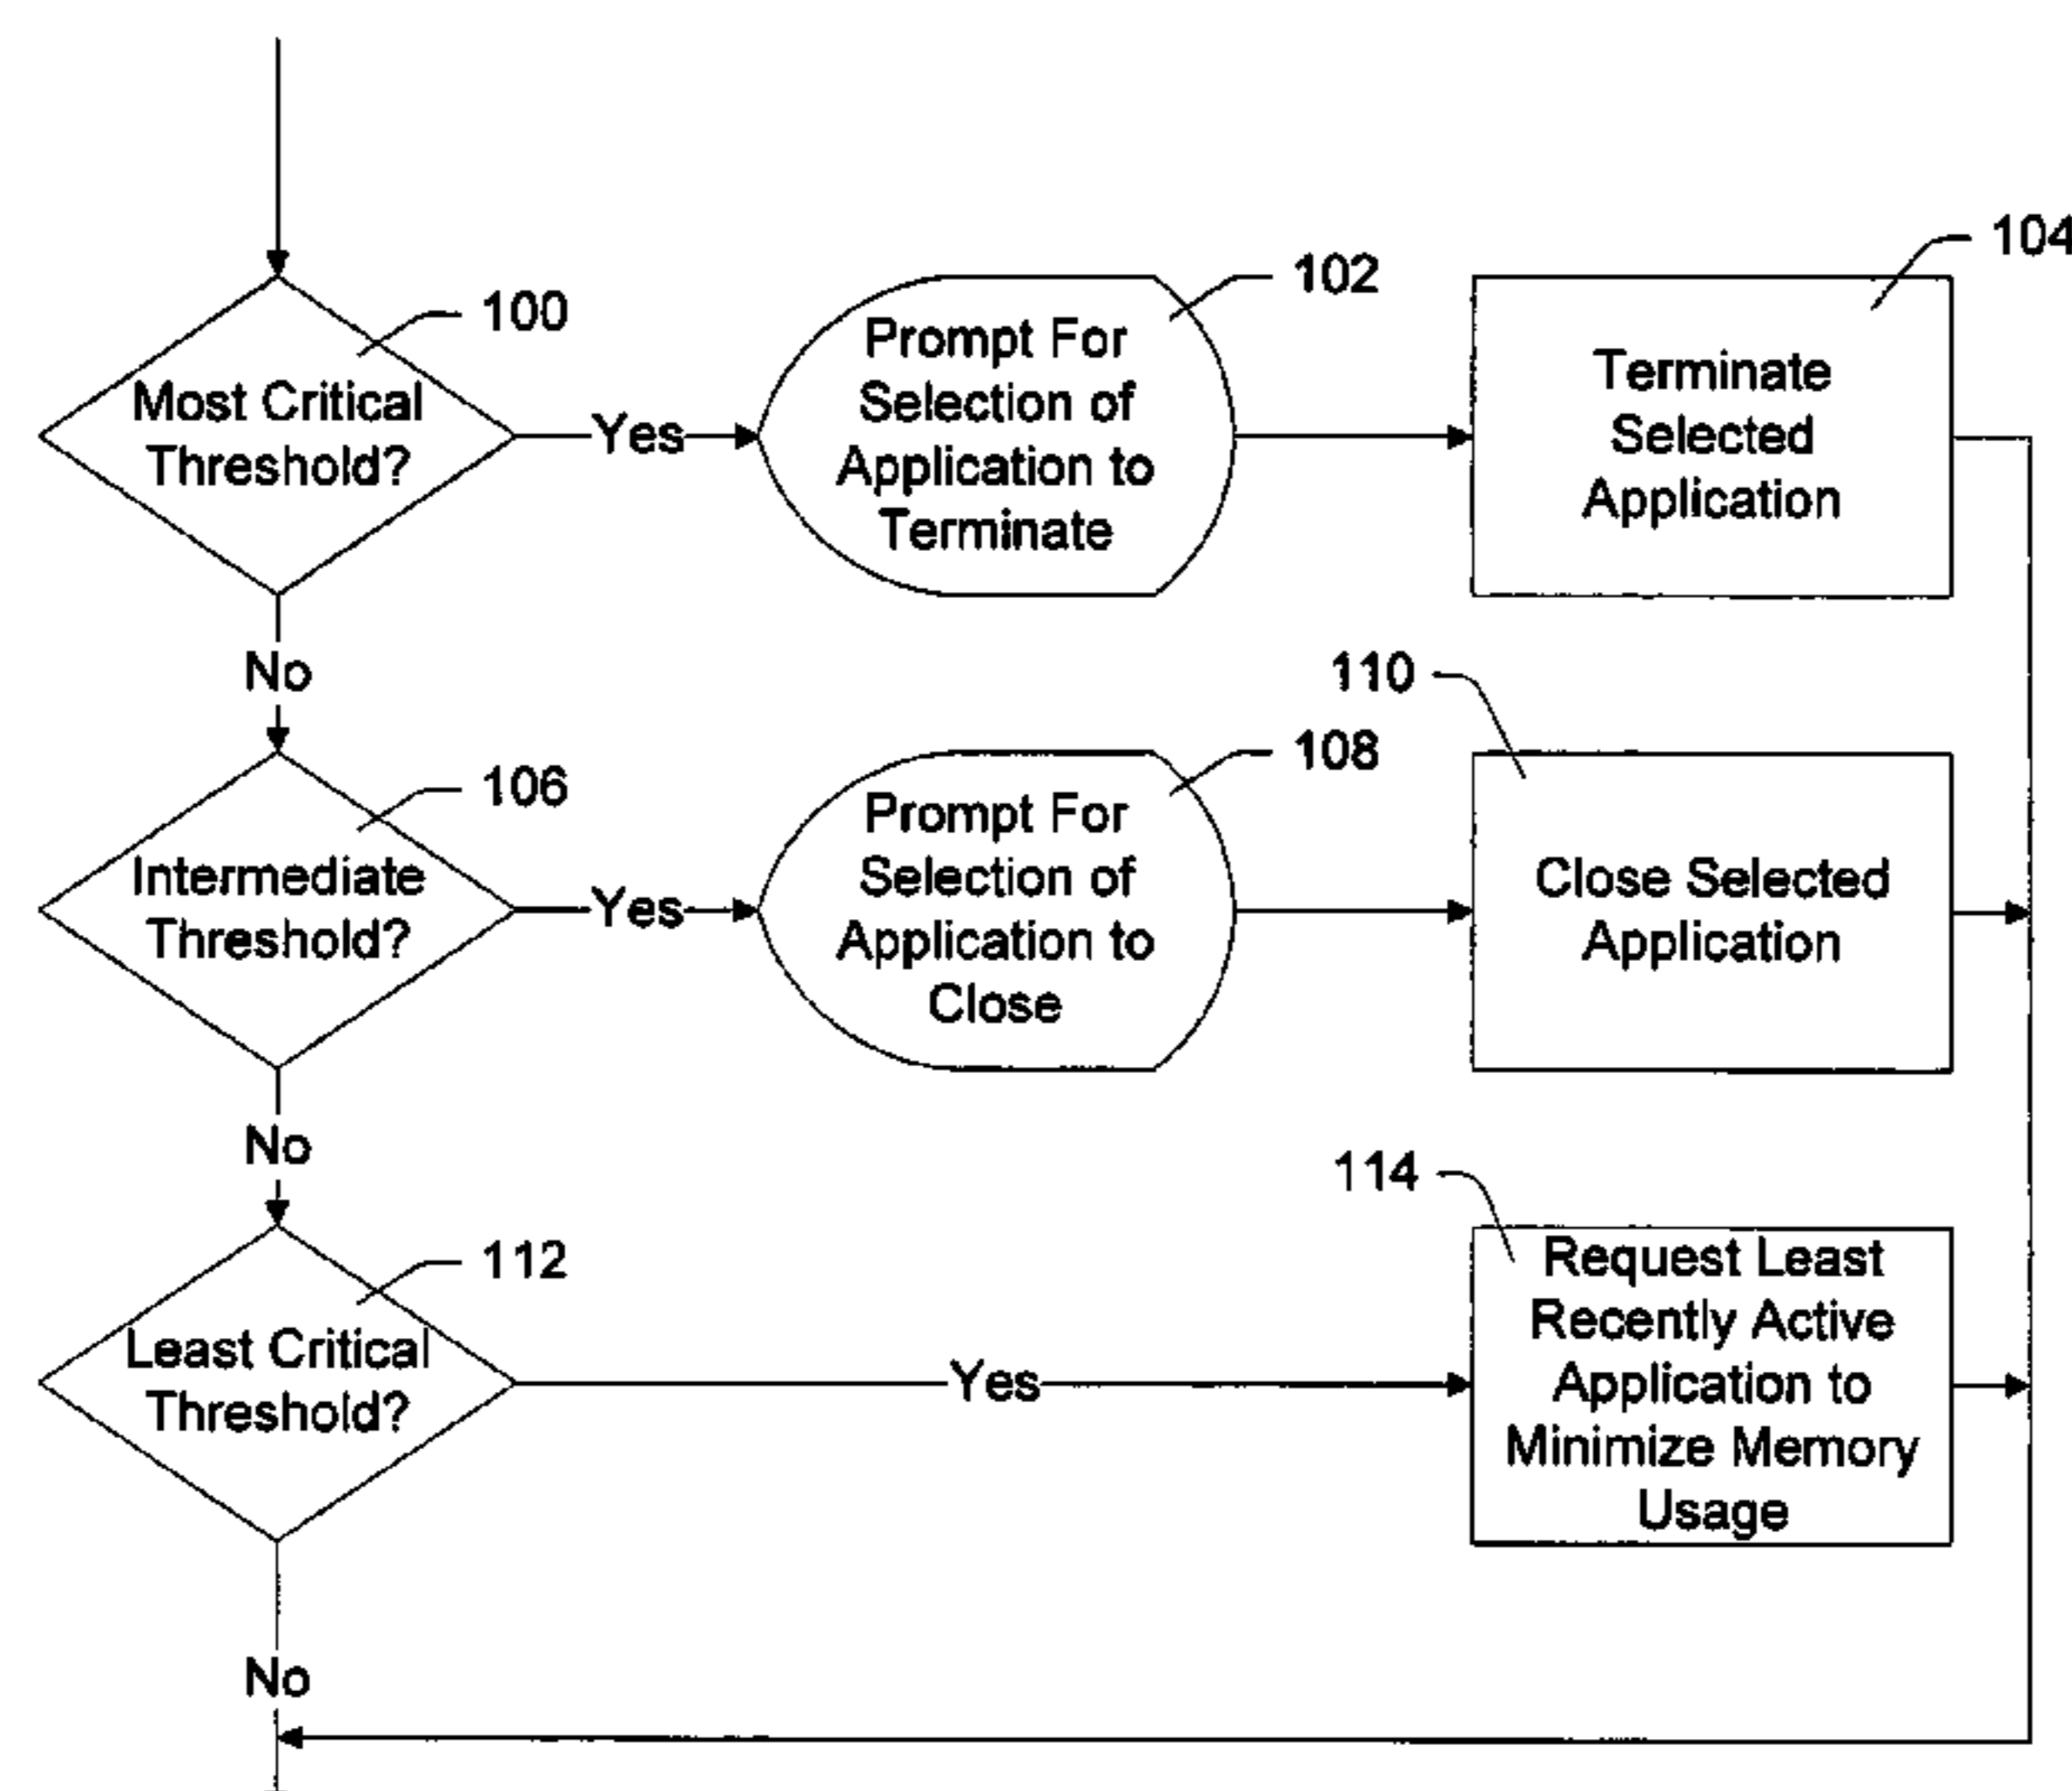 104
102
100
Prompt For
Selection of
Application to
Terminate
Terminate
Selected
Application
Most Critical
Threshold?
Yes
No
110
108
106
Prompt For
Selection of
Application to
Close
Close Selected
Application
Intermediate
Threshold?
Yes
No
114
112
Request Least
Recently Active
Application to
Minimize Memory
Usage
Least Critical
Threshold?
Yes
No